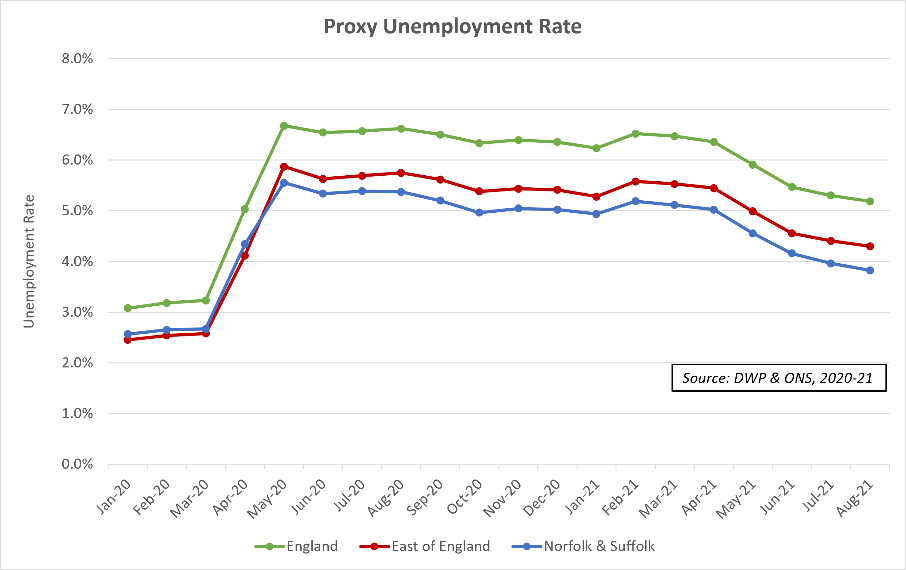 Proxy Unemployment Rate
8.0%
7.0%
6.0%
5.0%
4.0%
3.0%
2.0%
1.0%
0.0%
Unemployment Rate
Source: DWP & ONS, 2020-21
Jan-20
Feb-20
Mar-20
Apr-20
May-20
Jun-20
Jul-20
Aug-20
Sep-20
Oct-20
Nov-20
Dec-20
Jan-21
Feb-21
Mar-21
Apr-21
May-21
Jun-21
Jul-21
Aug-21
England East of England Norfolk & Suffolk